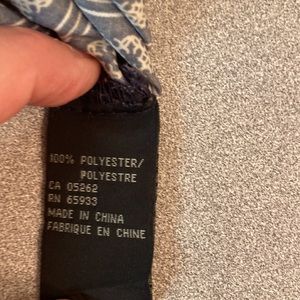 100% POLYESTER/
POLYESTRE
CA 05262
RN 65933
MADE IN CHINA
FABRIQUE EN CHINE